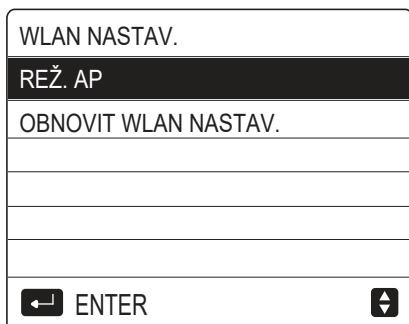 WLAN NASTAV.
REŽ. AP
OBNOVIT WLAN NASTAV.
ENTER